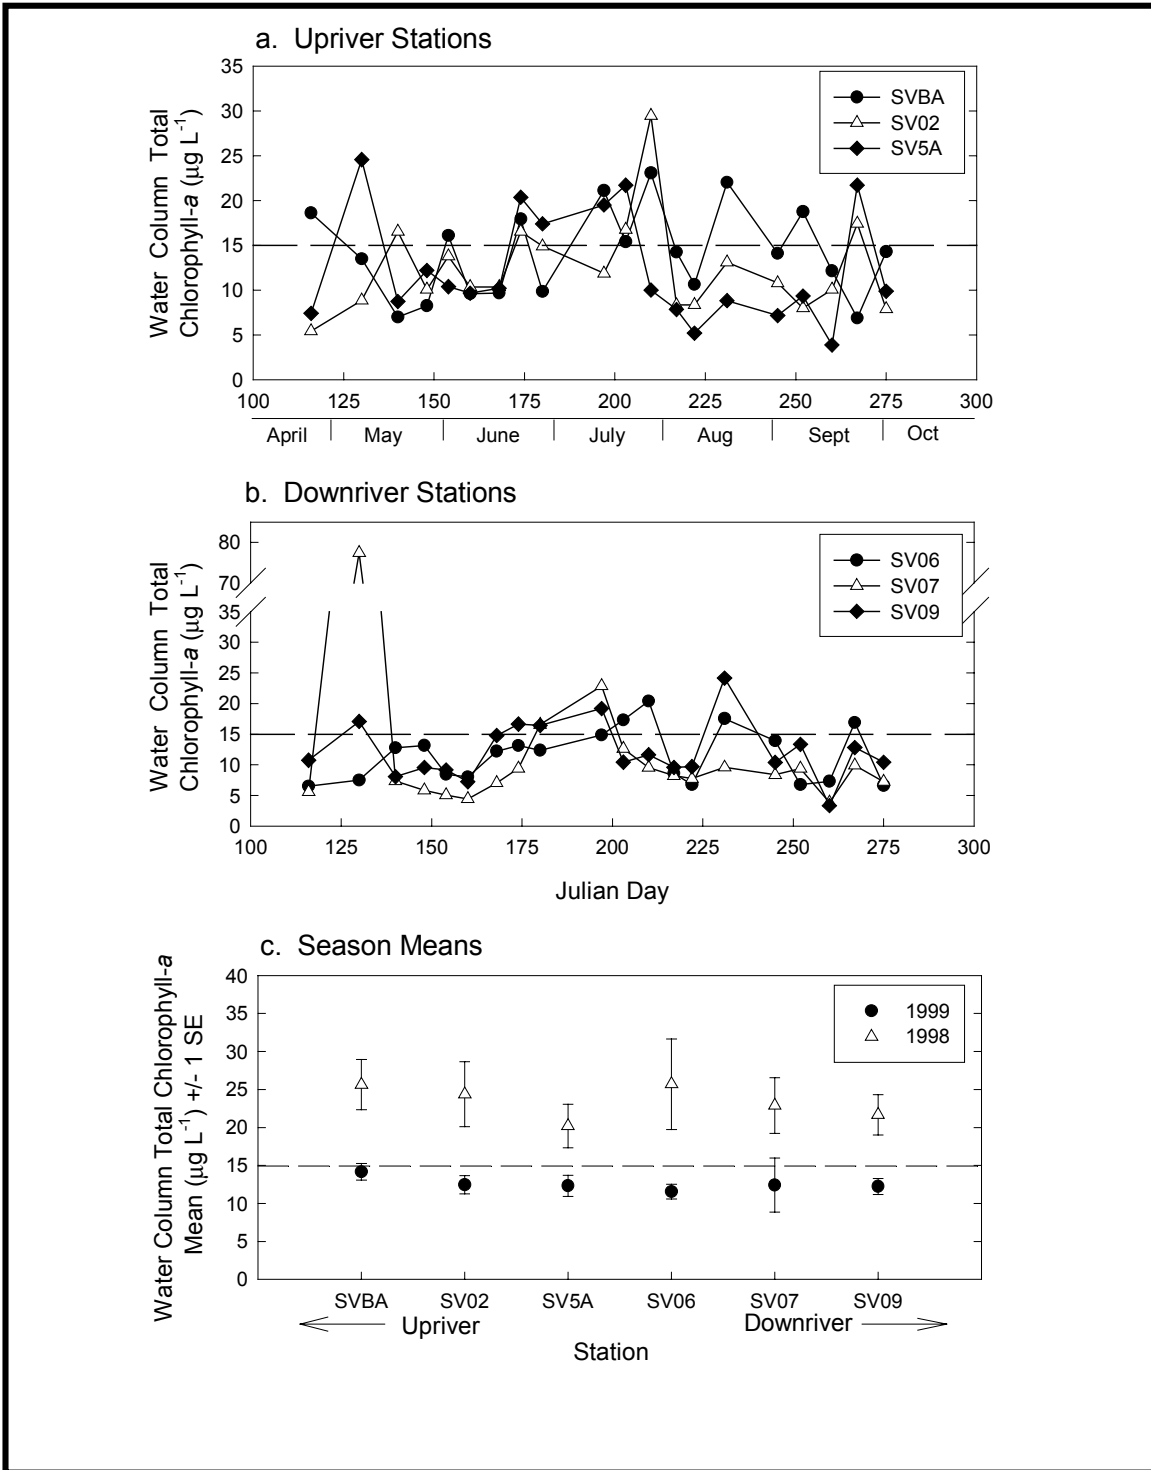 a. Upriver Stations
Water Column Total
Chlorophyll-a (µg L-1)
35
30
25
20
15
10
5
0
SVBA
SV02
SV5A
100 125 150 175 200 225 250 275 300
April May June July Aug Sept Oct
b. Downriver Stations
Water Column Total
Chlorophyll-a (µg L-1)
80
70
35
30
25
20
15
10
5
0
SV06
SV07
SV09
100 125 150 175 200 225 250 275 300
Julian Day
c. Season Means
Water Column Total Chlorophyll-a
Mean (µg L-1) +/- 1 SE
40
35
30
25
20
15
10
5
0
1999
1998
SVBA SV02 SV5A SV06 SV07 SV09
Upriver Downriver
Station